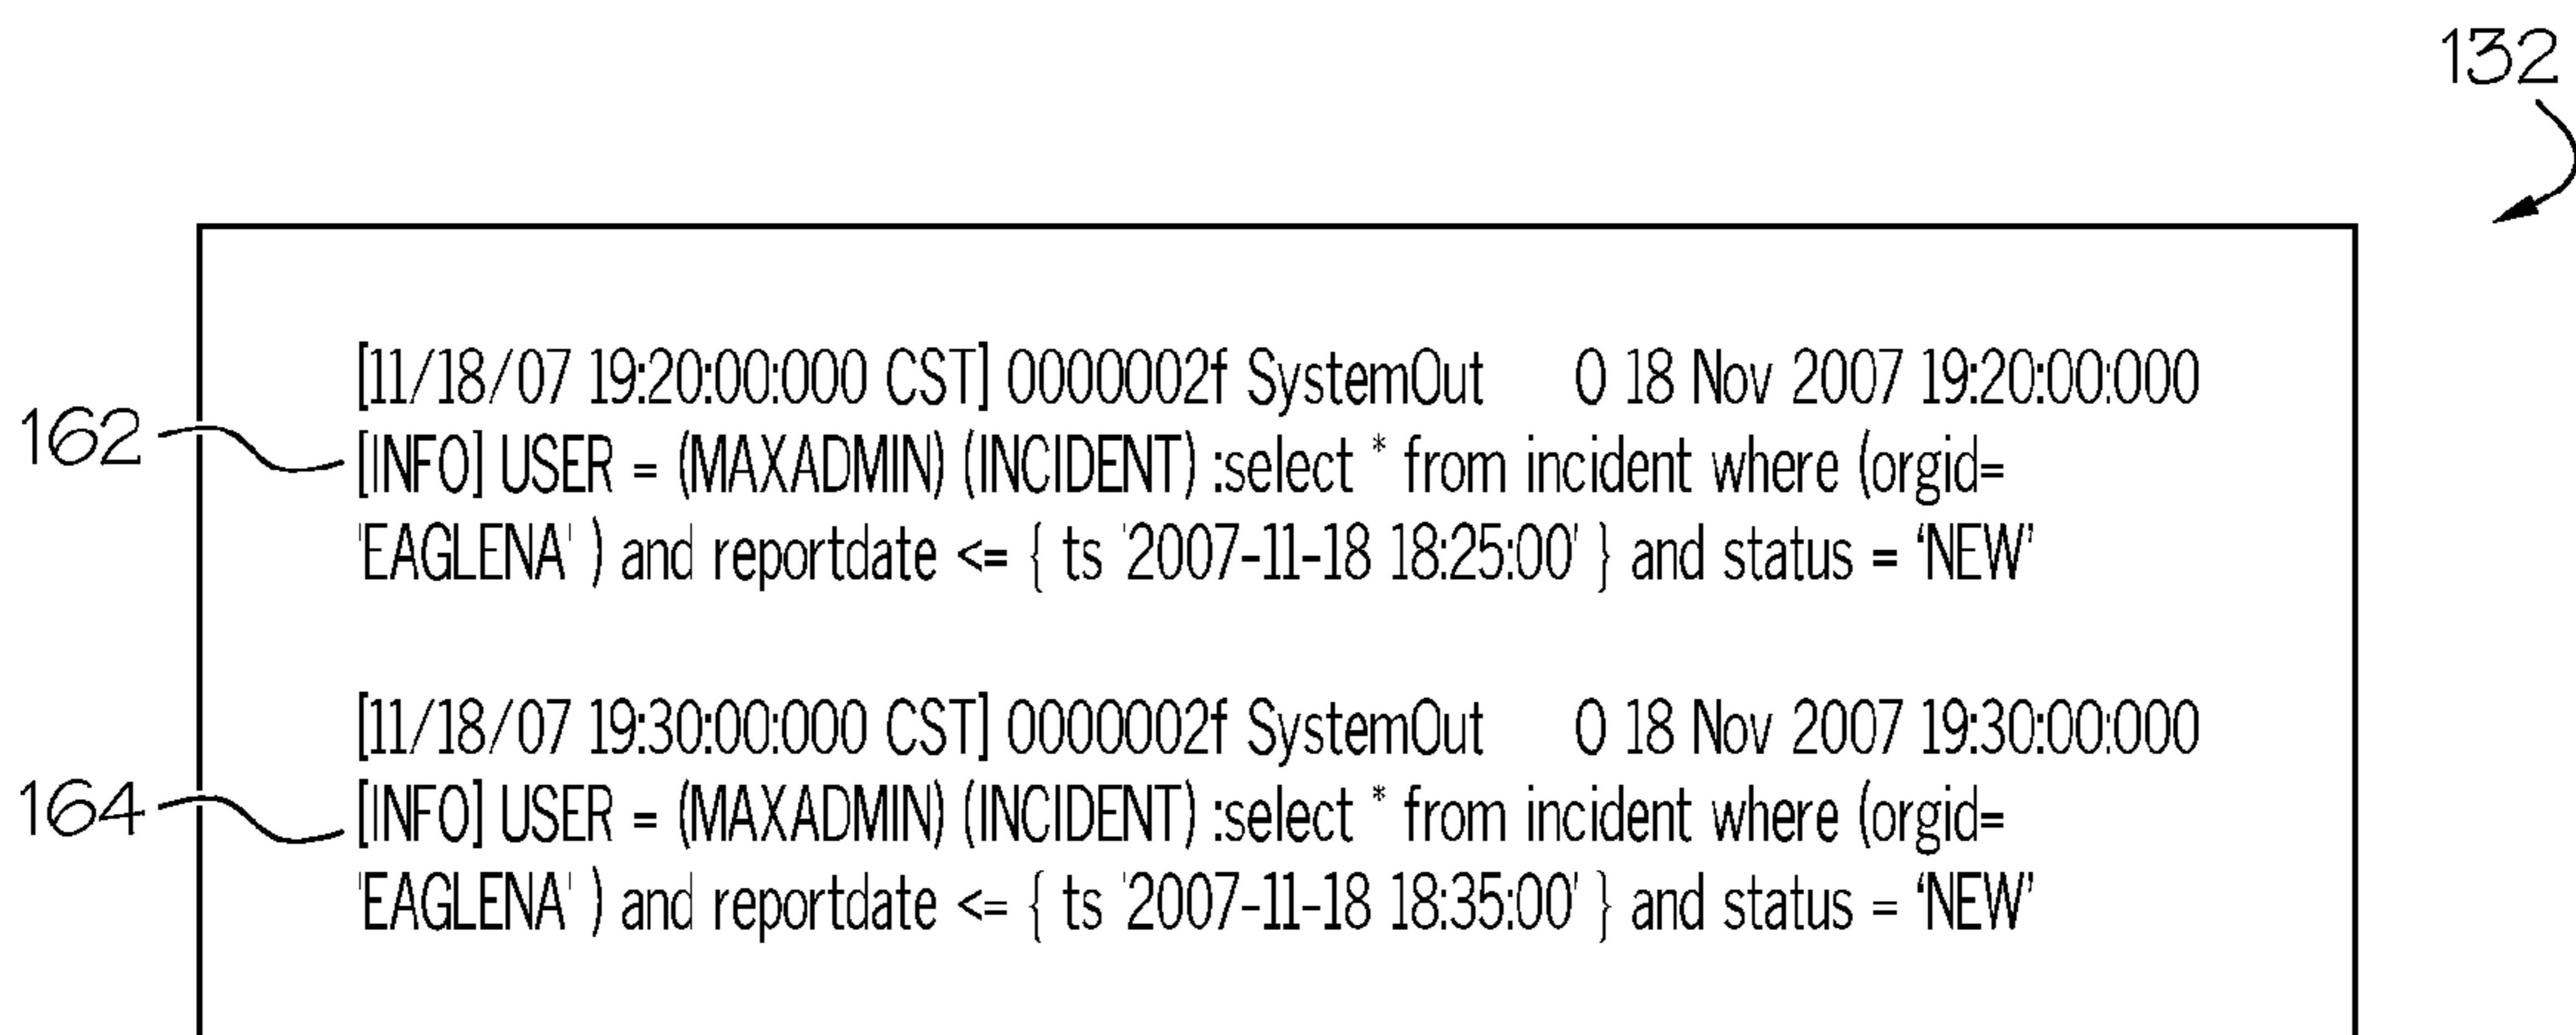 132
[11/18/07 19:20:00:000 CST] 0000002f SystemOut 0 18 Nov 2007 19:20:00:000
162
[INFO] USER = (MAXADMIN) (INCIDENT) :select * from incident where (orgid=
'EAGLENA' ) and reportdate <= { ts '2007-11-18 18:25:00' } and status = ‘NEW’
[11/18/07 19:30:00:000 CST] 0000002f SystemOut 0 18 Nov 2007 19:30:00:000
164
[INFO] USER = (MAXADMIN) (INCIDENT) :select * from incident where (orgid=
'EAGLENA' ) and reportdate <= { ts '2007-11-18 18:35:00' } and status = ‘NEW’